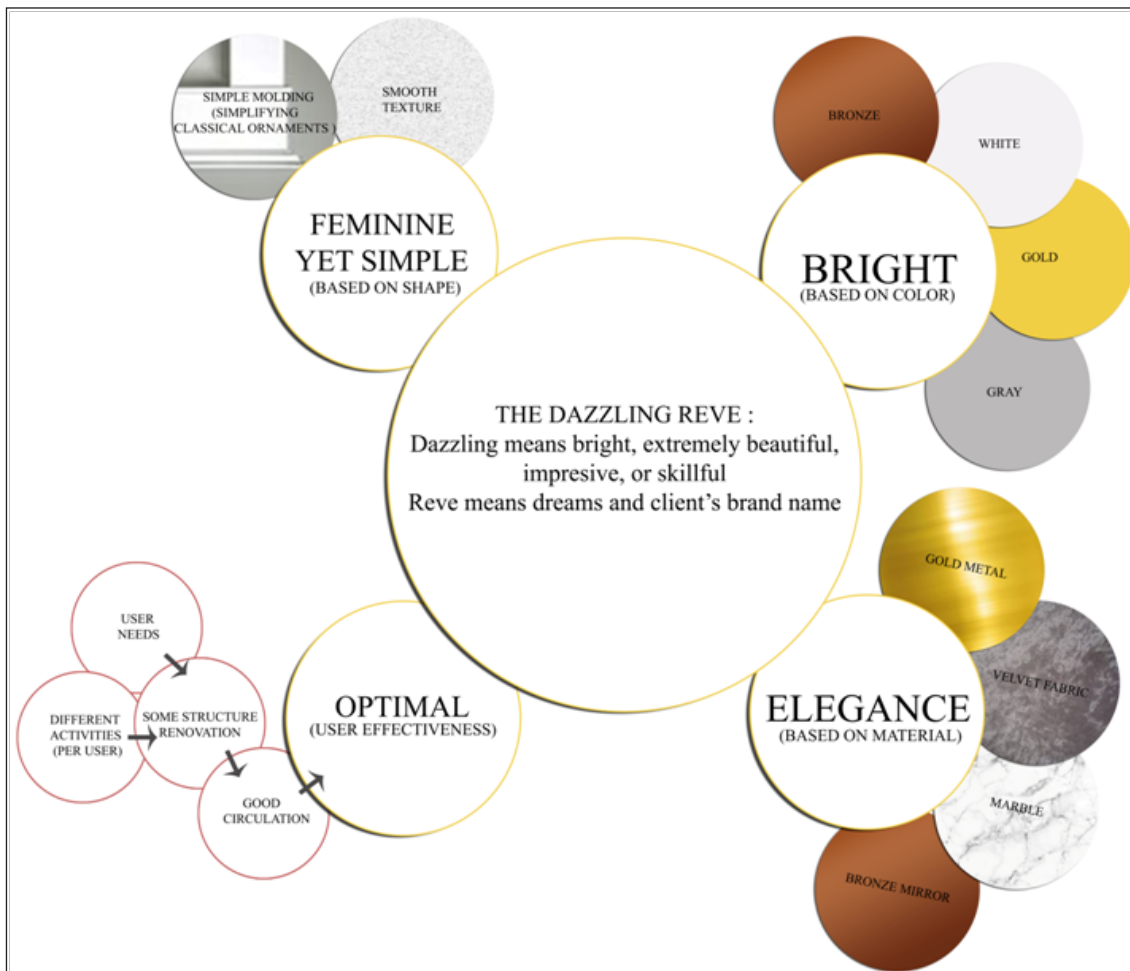 SIMPLE MOLDING
(SIMPLIFYING
CLASSICAL ORNAMENTS )
SMOOTH
TEXTURE
FEMININE
YET SIMPLE
(BASED ON SHAPE)
BRONZE
WHITE
GOLD
GRAY
BRIGHT
(BASED ON COLOR)
THE DAZZLING REVE :
Dazzling means bright, extremely beautiful,
impresive, or skillful
Reve means dreams and client's brand name
USER
NEEDS
DIFFERENT
ACTIVITIES
(PER USER)
SOME STRUCTURE
RENOVATION
GOOD
CIRCULATION
OPTIMAL
(USER EFFECTIVENESS)
ELEGANCE
(BASED ON MATERIAL)
GOLD METAL
VELVET FABRIC
MARBLE
BRONZE MIRROR